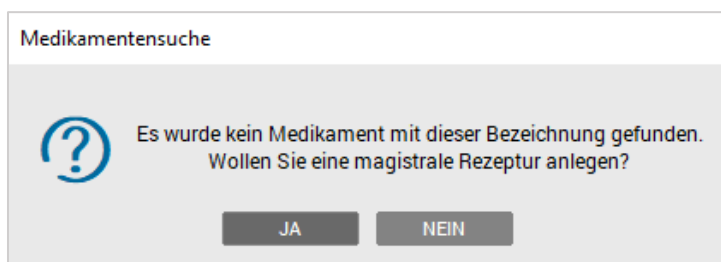 Medikamentensuche
Es wurde kein Medikament mit dieser Bezeichnung gefunden.
Wollen Sie eine magistrale Rezeptur anlegen?
JA NEIN